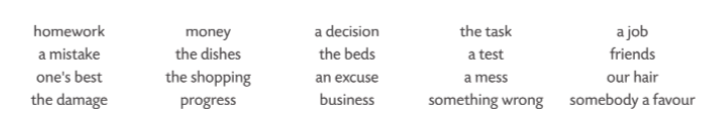 homework money a decision the task a job
a mistake the dishes the beds a test friends
one's best the shopping an excuse a mess our hair
the damage progress business something wrong somebody a favour